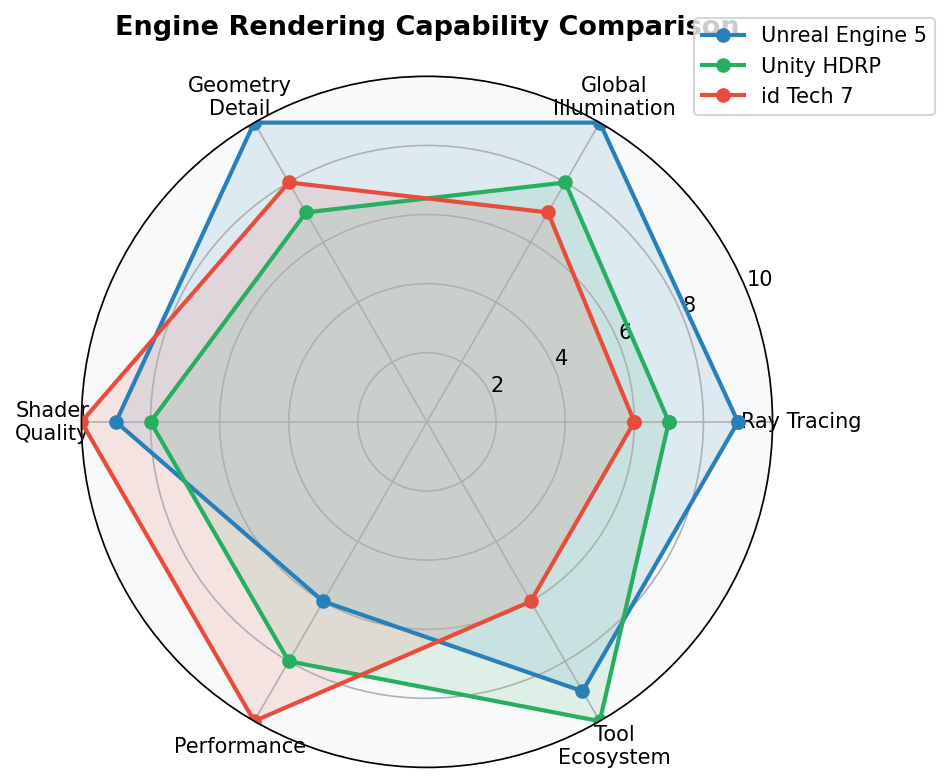 Engine Rendering Capability Comparison
Unreal Engine 5
Unity HDRP
id Tech 7
Geometry
Detail
Global
Illumination
10
8
6
4
2
Shader
Quality
Ray Tracing
Performance
Tool
Ecosystem